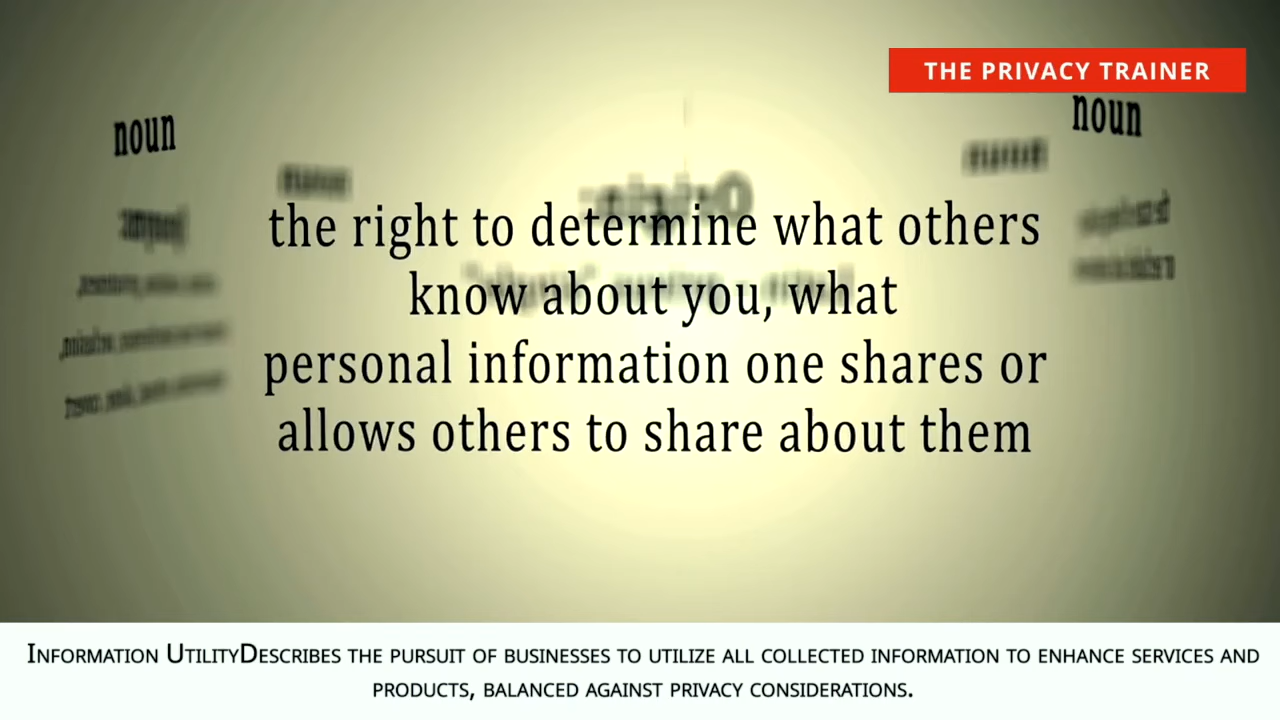 THE PRIVACY TRAINER
noun
noun
the right to determine what others
know about you, what
personal information one shares or
allows others to share about them
Information UtilityDescribes the pursuit of businesses to utilize all collected information to enhance services and
products, balanced against privacy considerations.